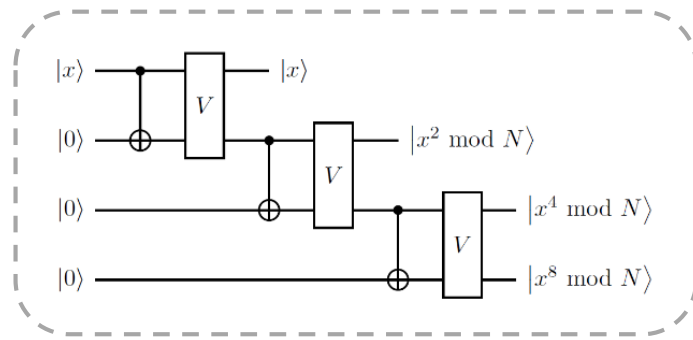 |x⟩ |x⟩
V
|0⟩ |x² mod N⟩
V
|0⟩ |x⁴ mod N⟩
V
|0⟩ |x⁸ mod N⟩